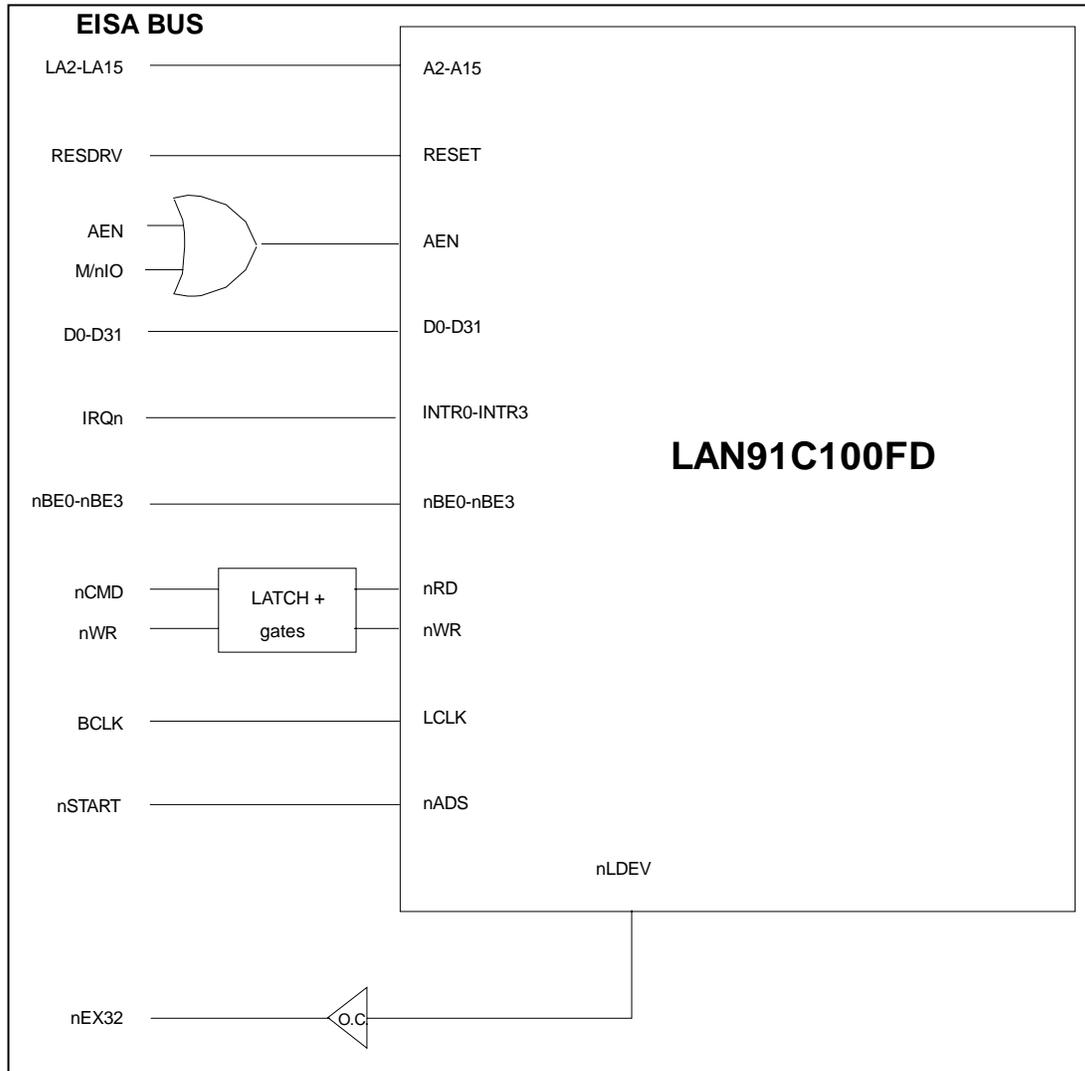 EISA BUS
LA2-LA15 A2-A15
RESDRV RESET
AEN AEN
M/nIO
D0-D31 D0-D31
IRQn INTR0-INTR3
LAN91C100FD
nBE0-nBE3 nBE0-nBE3
nCMD LATCH + nRD
nWR gates nWR
BCLK LCLK
nSTART nADS
nLDEV
nEX32 O.C.